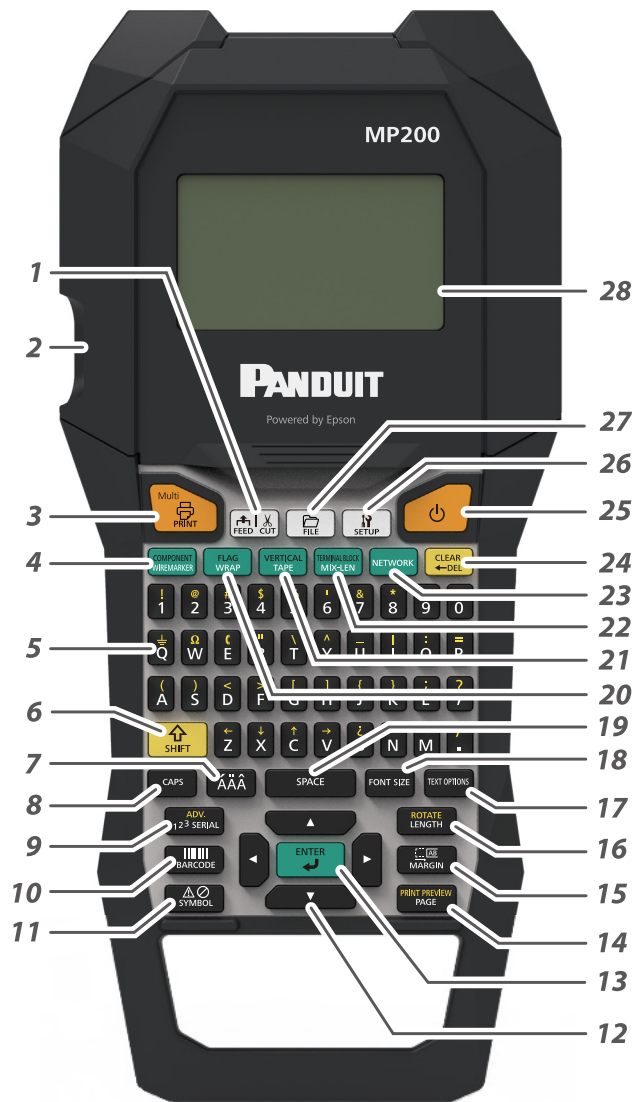 MP200
1
2
28
PANDUIT
Powered by Epson
27
26
Multi
PRINT
FEED CUT
FILE
SETUP
3
25
4
COMPONENT
WIREMARKER
FLAG
WRAP
VERTICAL
TAPE
TERMINAL BLOCK
MIX-LEN
NETWORK
CLEAR
←DEL
24
23
! @ # $ ' & *
1 2 3 4 6 7 8 9 0
22
5
Ω ( " \ ^ _ | : =
Q W E R T
21
( ) < > [ ] { } ; ?
A S D F
20
6
SHIFT
← ↓ ↑ → ¿
Z X C V N M .
19
7
18
8
CAPS
ÁÄÂ
SPACE
FONT SIZE
TEXT OPTIONS
17
9
ADV.
123 SERIAL
▲
ROTATE
LENGTH
16
10
BARCODE
◄
ENTER
►
AB
MARGIN
15
11
SYMBOL
▼
PRINT PREVIEW
PAGE
14
13
12